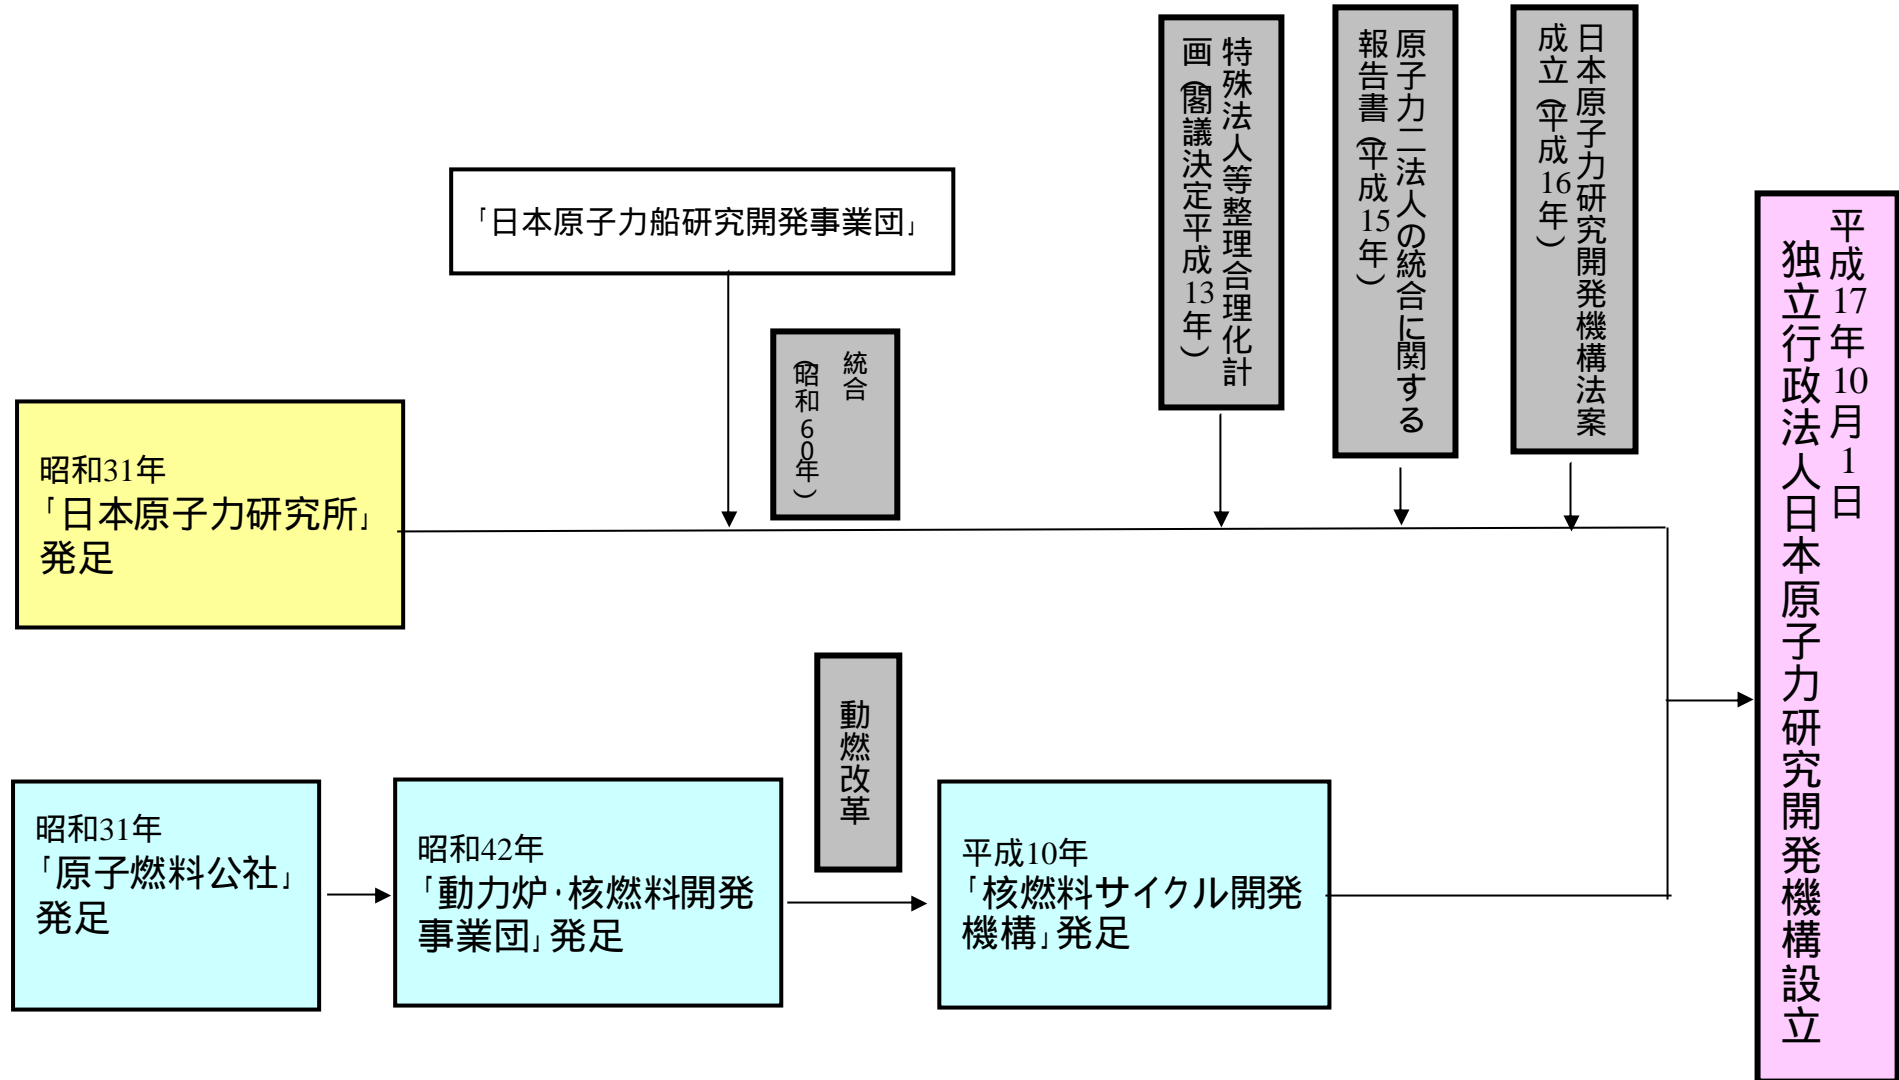 「日本原子力船研究開発事業団」
統合
(昭和60年)
特殊法人等整理合理化計
画(閣議決定平成13年)
原子力二法人の統合に関する
報告書(平成15年)
日本原子力研究開発機構法案
成立(平成16年)
平成17年10月1日
独立行政法人日本原子力研究開発機構設立
昭和31年
「日本原子力研究所」
発足
動燃改革
昭和31年
「原子燃料公社」
発足
昭和42年
「動力炉・核燃料開発
事業団」発足
平成10年
「核燃料サイクル開発
機構」発足